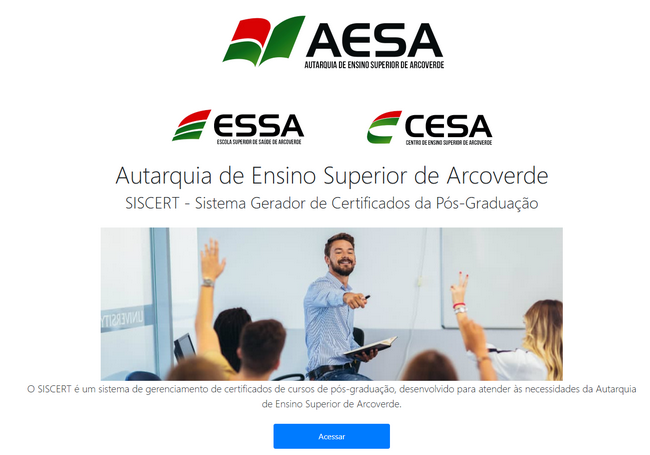 AESA
AUTARQUIA DE ENSINO SUPERIOR DE ARCOVERDE
ESSA
ESCOLA SUPERIOR DE SAÚDE DE ARCOVERDE
CESA
CENTRO DE ENSINO SUPERIOR DE ARCOVERDE
Autarquia de Ensino Superior de Arcoverde
SISCERT - Sistema Gerador de Certificados da Pós-Graduação
UNIVERSITY
O SISCERT é um sistema de gerenciamento de certificados de cursos de pós-graduação, desenvolvido para atender às necessidades da Autarquia
de Ensino Superior de Arcoverde.
Acessar